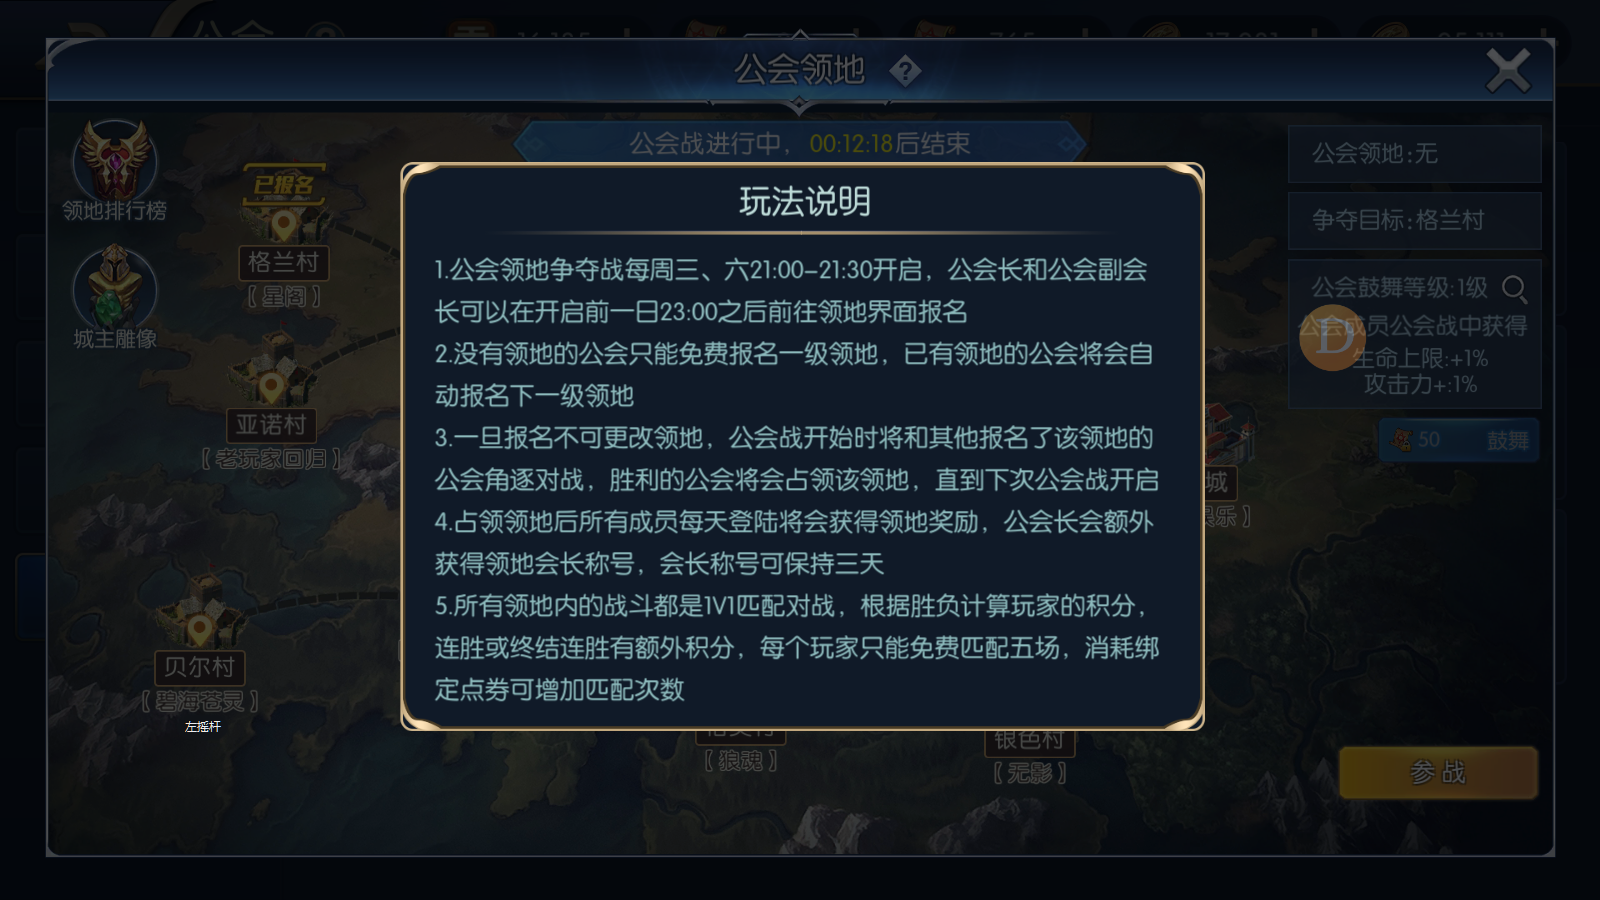 公会领地
公会战进行中，00:12:18后结束
领地排行榜
城主雕像
已报名
格兰村
【星阁】
亚诺村
【老玩家回归】
贝尔村
【碧海苍灵】
左摇杆
玩法说明
1.公会领地争夺战每周三、六21:00-21:30开启，公会长和公会副会
长可以在开启前一日23:00之后前往领地界面报名
2.没有领地的公会只能免费报名一级领地，已有领地的公会将会自
动报名下一级领地
3.一旦报名不可更改领地，公会战开始时将和其他报名了该领地的
公会角逐对战，胜利的公会将会占领该领地，直到下次公会战开启
4.占领领地后所有成员每天登陆将会获得领地奖励，公会长会额外
获得领地会长称号，会长称号可保持三天
5.所有领地内的战斗都是1V1匹配对战，根据胜负计算玩家的积分，
连胜或终结连胜有额外积分，每个玩家只能免费匹配五场，消耗绑
定点券可增加匹配次数
【狼魂】
银色村
【无影】
城
乐】
公会领地:无
争夺目标:格兰村
公会鼓舞等级:1级
公会成员公会战中获得
D
生命上限:+1%
攻击力+:1%
50 鼓舞
参战